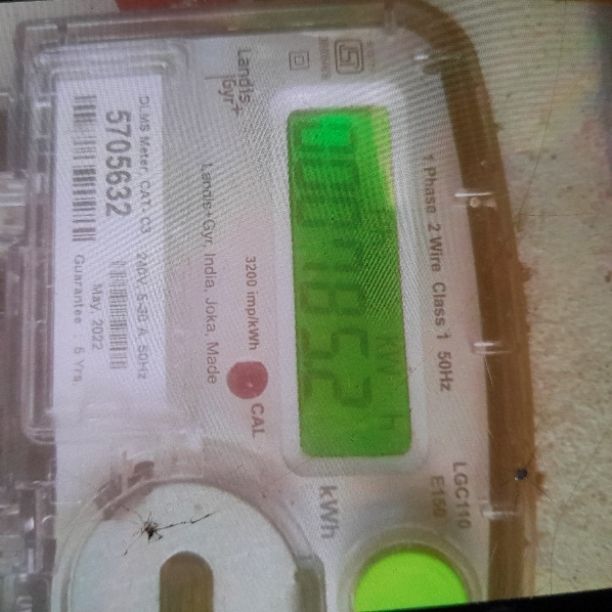 1 Phase 2 Wire Class 1 50Hz
LGC110
E150
kWh
kWh
Landis
Gyr+
3200 imp/kWh
CAL
Landis+Gyr, India, Joka, Made
DLMS Meter, CAT. C3 240V, 5-30 A, 50Hz
5705632
May, 2022
Guarantee 5 Yrs.